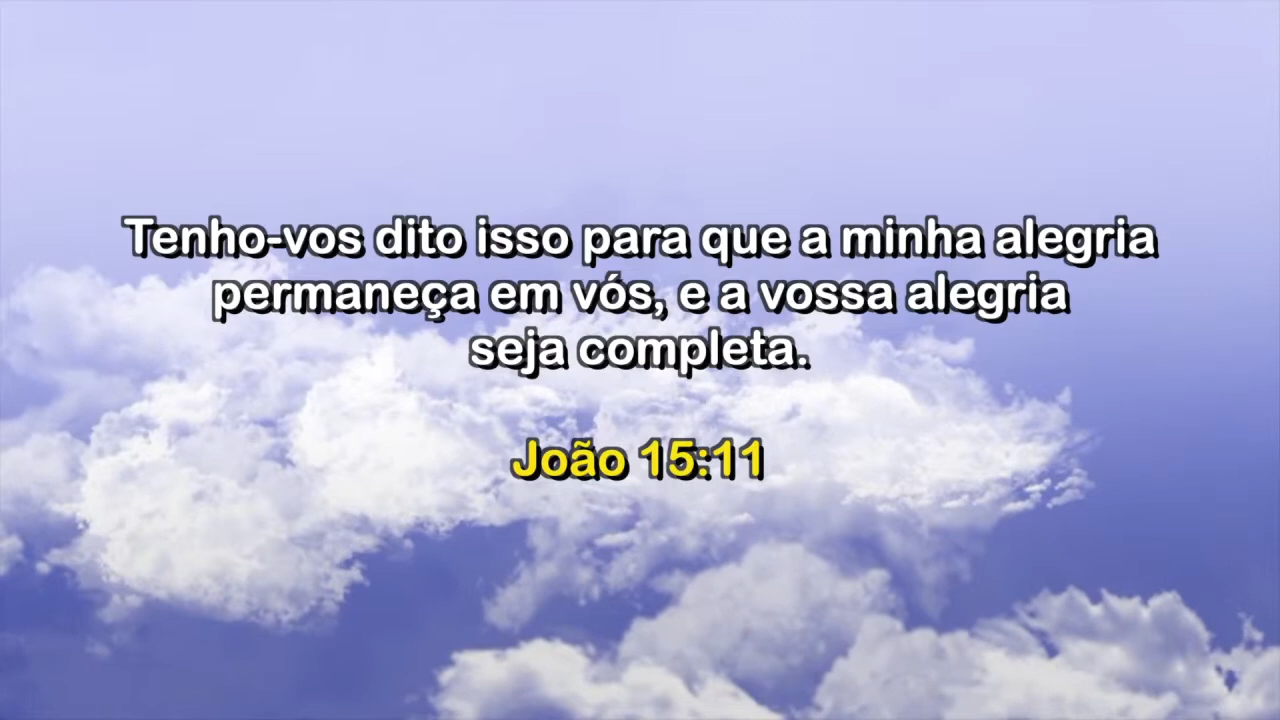 Tenho-vos dito isso para que a minha alegria
permaneça em vós, e a vossa alegria
seja completa.
João 15:11